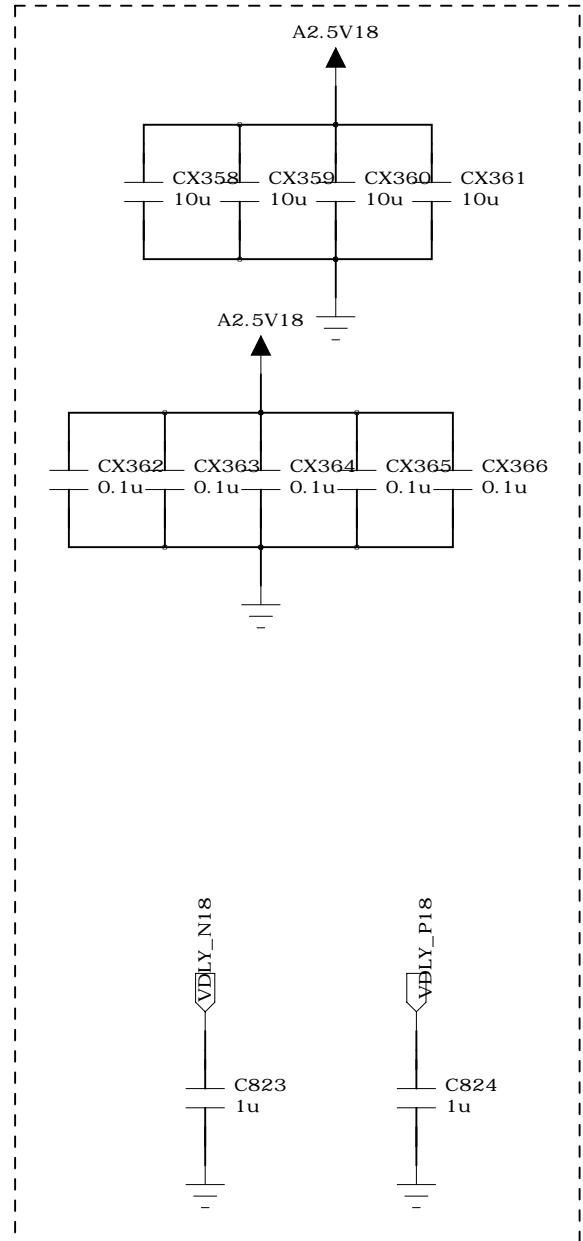 A2.5V18
CX358 CX359 CX360 CX361
10u 10u 10u 10u
A2.5V18
CX362 CX363 CX364 CX365 CX366
0.1u 0.1u 0.1u 0.1u 0.1u
VDLY_N18 VDLY_P18
C823 C824
1u 1u